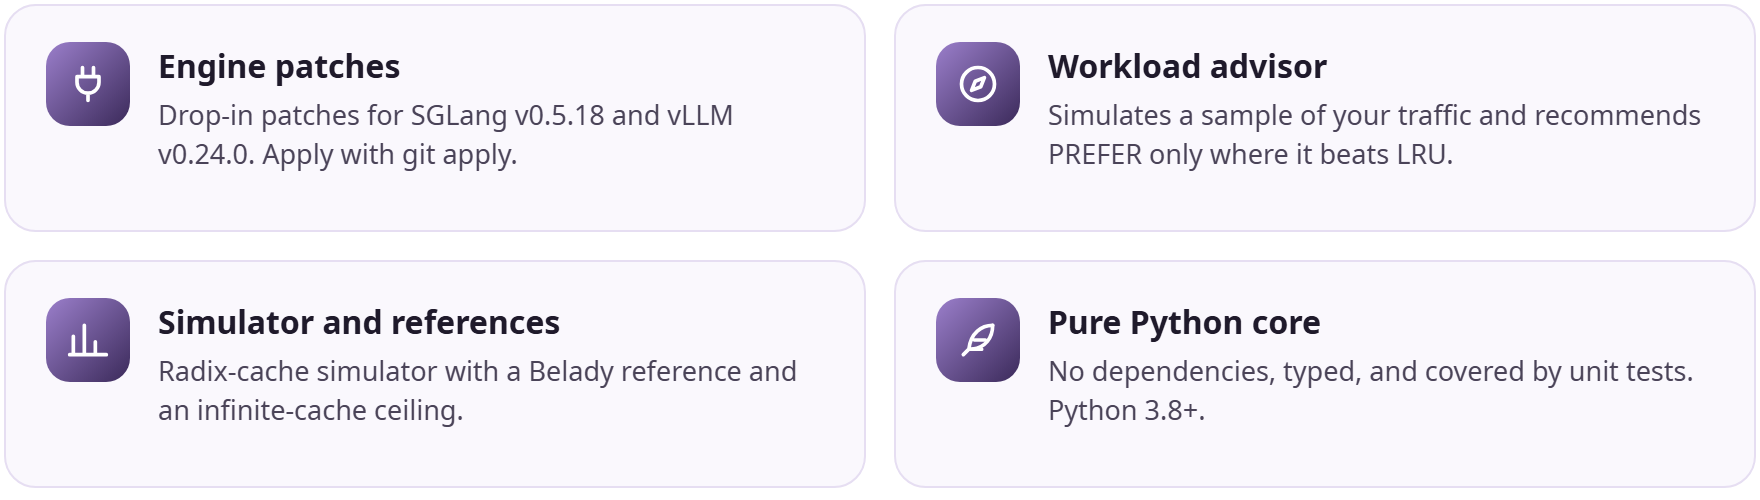 Engine patches
Drop-in patches for SGLang v0.5.18 and vLLM
v0.24.0. Apply with git apply.
Workload advisor
Simulates a sample of your traffic and recommends
PREFER only where it beats LRU.
Simulator and references
Radix-cache simulator with a Belady reference and
an infinite-cache ceiling.
Pure Python core
No dependencies, typed, and covered by unit tests.
Python 3.8+.